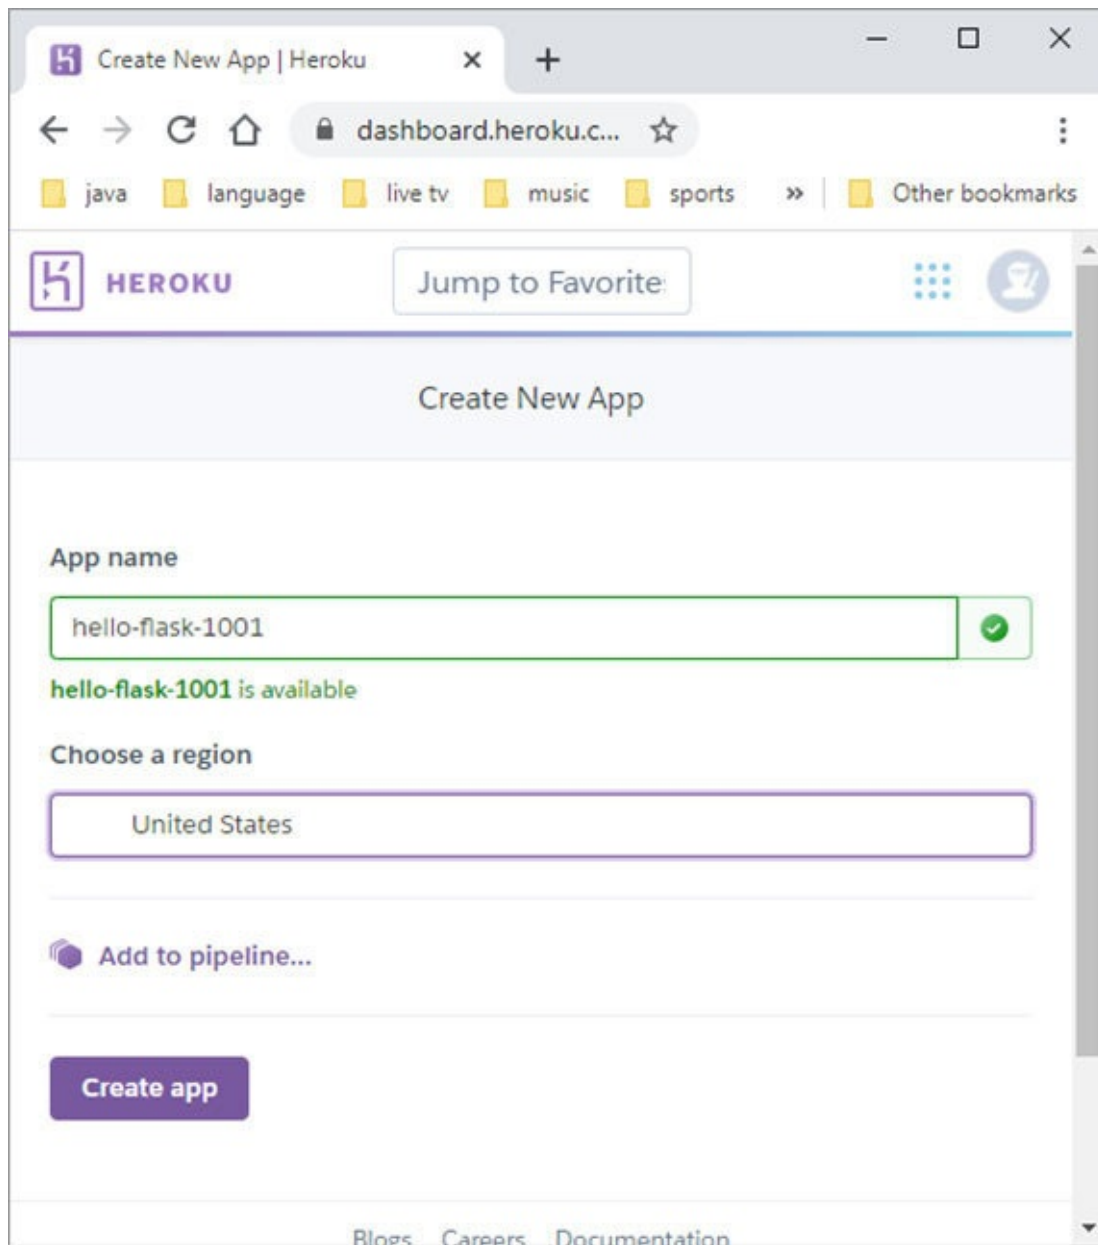 Create New App | Heroku
dashboard.heroku.c...
java language live tv music sports » Other bookmarks
HEROKU Jump to Favorite
Create New App
App name
hello-flask-1001
hello-flask-1001 is available
Choose a region
United States
Add to pipeline...
Create app
Blogs Careers Documentation